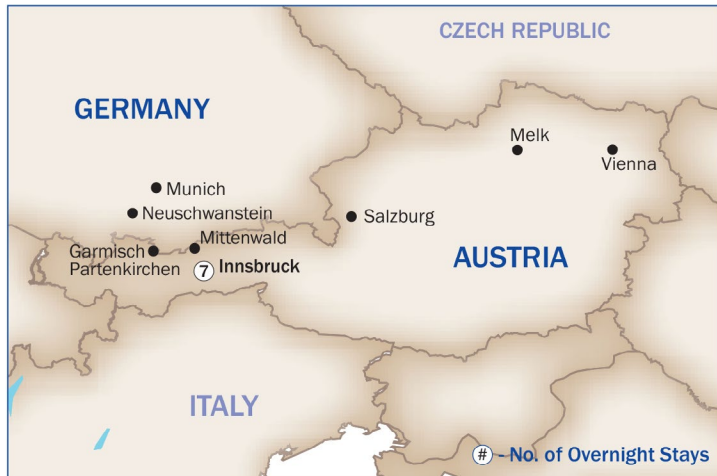 CZECH REPUBLIC
GERMANY
Melk
Vienna
Munich
Neuschwanstein
Salzburg
Mittenwald
Garmisch
Partenkirchen
7 Innsbruck
AUSTRIA
ITALY
# - No. of Overnight Stays